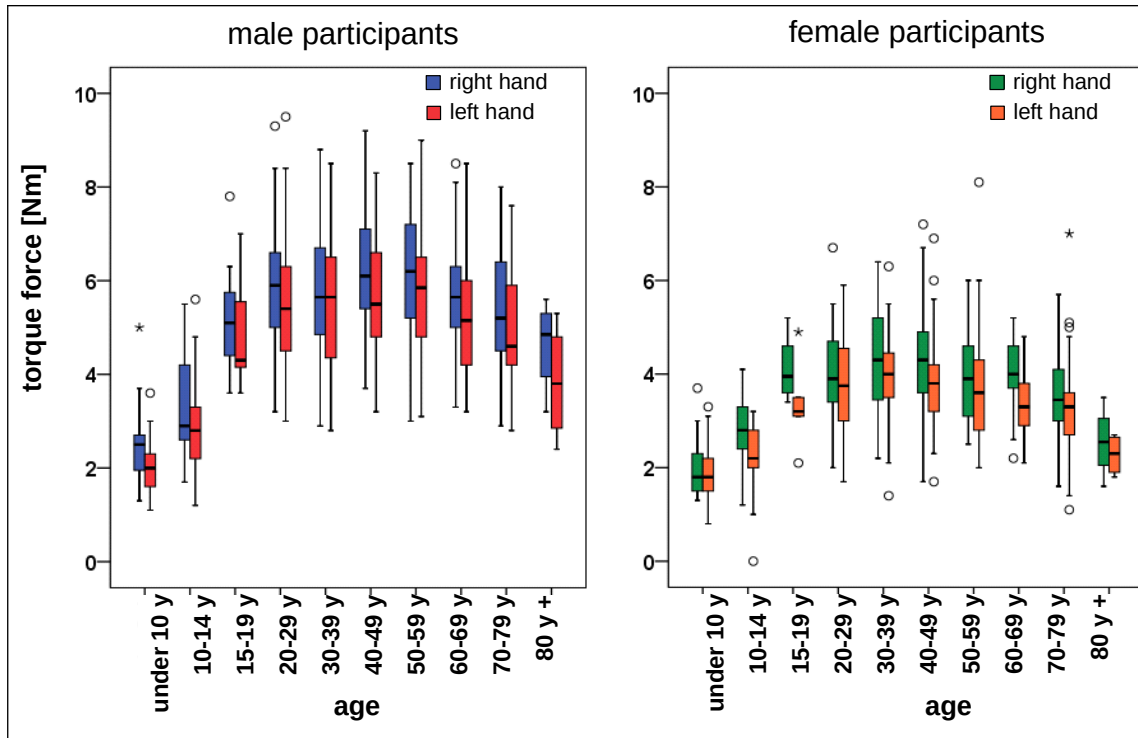 male participants
female participants
right hand
left hand
right hand
left hand
torque force [Nm]
10
8
6
4
2
0
10
8
6
4
2
0
under 10 y
10-14 y
15-19 y
20-29 y
30-39 y
40-49 y
50-59 y
60-69 y
70-79 y
80 y +
under 10 y
10-14 y
15-19 y
20-29 y
30-39 y
40-49 y
50-59 y
60-69 y
70-79 y
80 y +
age
age